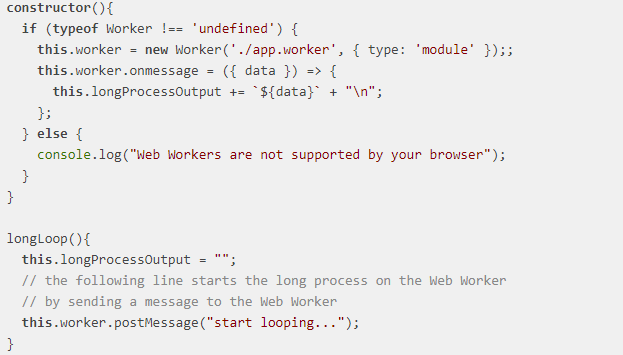 constructor(){
  if (typeof Worker !== 'undefined') {
    this.worker = new Worker('./app.worker', { type: 'module' });;
    this.worker.onmessage = ({ data }) => {
      this.longProcessOutput += `${data}` + "\n";
    };
  } else {
    console.log("Web Workers are not supported by your browser");
  }
}

longLoop(){
  this.longProcessOutput = "";
  // the following line starts the long process on the Web Worker
  // by sending a message to the Web Worker
  this.worker.postMessage("start looping...");
}